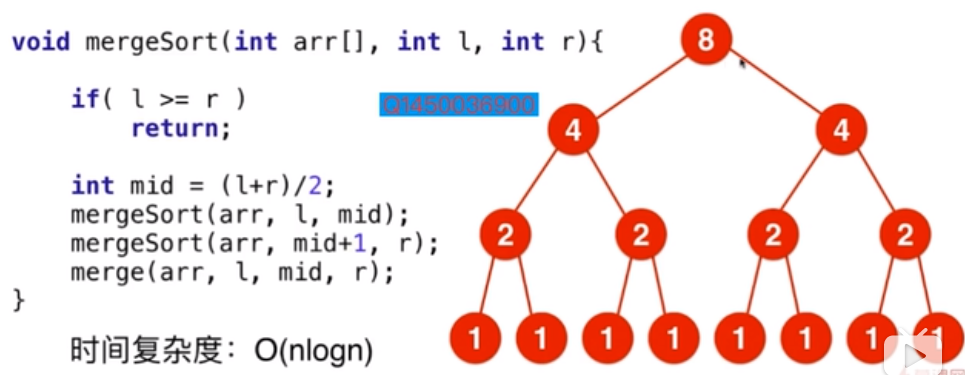 void mergeSort(int arr[], int l, int r){
if( l >= r )
return;
int mid = (l+r)/2;
mergeSort(arr, l, mid);
mergeSort(arr, mid+1, r);
merge(arr, l, mid, r);
}
时间复杂度：O(nlogn)
Q1450036900
8
4 4
2 2 2 2
1 1 1 1 1 1 1 1